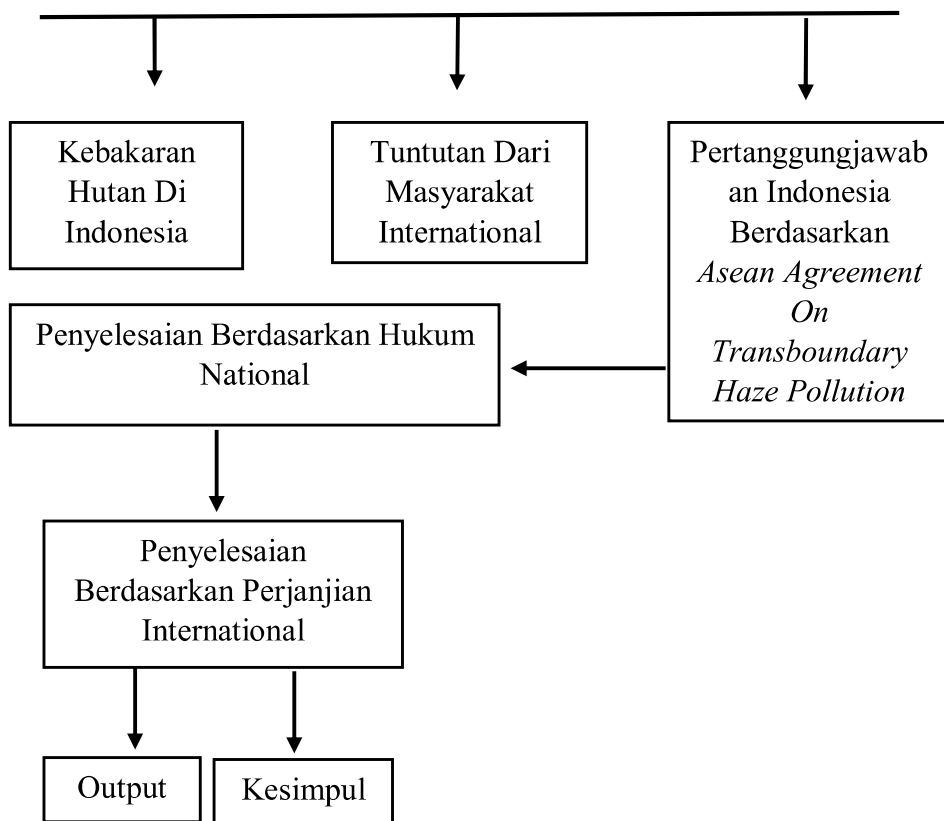 Kebakaran
Hutan Di
Indonesia
Tuntutan Dari
Masyarakat
International
Pertanggungjawab
an Indonesia
Berdasarkan
Asean Agreement
On
Transboundary
Haze Pollution
Penyelesaian Berdasarkan Hukum
National
Penyelesaian
Berdasarkan Perjanjian
International
Output
Kesimpul